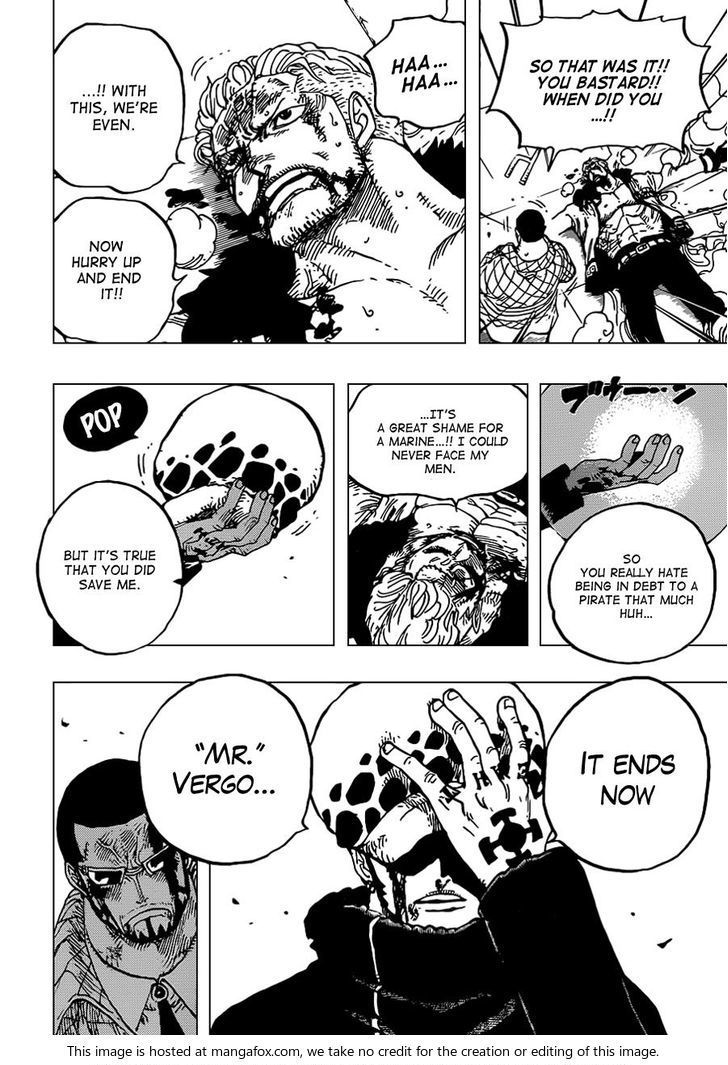 SO THAT WAS IT!!
YOU BASTARD!!
WHEN DID YOU
...!!
HAA...
HAA...
...!! WITH
THIS, WE'RE
EVEN.
NOW
HURRY UP
AND END
IT!!
ブゥー…ン
SO
YOU REALLY HATE
BEING IN DEBT TO A
PIRATE THAT MUCH
HUH...
...IT'S
A GREAT SHAME FOR
A MARINE...!! I COULD
NEVER FACE MY
MEN.
POP
BUT IT'S TRUE
THAT YOU DID
SAVE ME.
IT ENDS
NOW
"MR."
VERGO...
This image is hosted at mangafox.com, we take no credit for the creation or editing of this image.